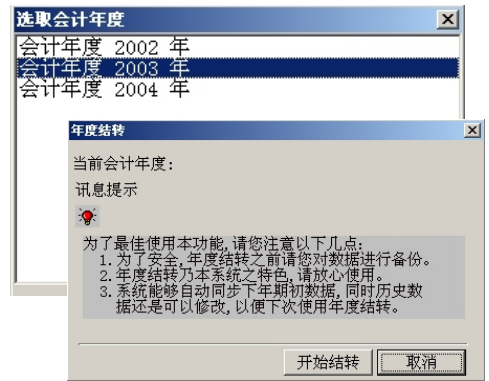 选取会计年度
会计年度 2002 年
会计年度 2003 年
会计年度 2004 年
年度结转
当前会计年度:
讯息提示
为了最佳使用本功能,请您注意以下几点:
1. 为了安全,年度结转之前请您对数据进行备份。
2. 年度结转乃本系统之特色,请放心使用。
3. 系统能够自动同步下年期初数据,同时历史数
据还是可以修改,以便下次使用年度结转。
开始结转
取消